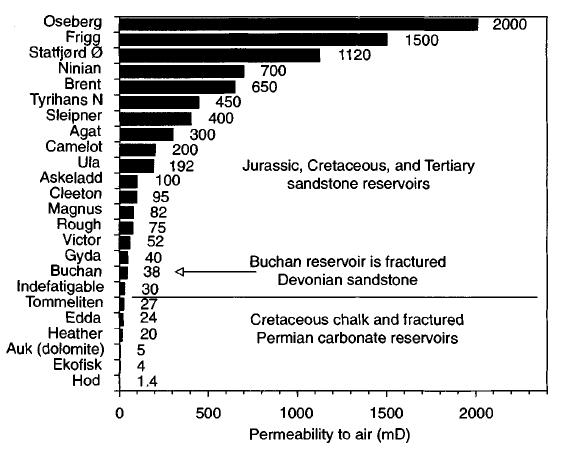 Oseberg 2000
Frigg 1500
Statfjørd Ø 1120
Ninian 700
Brent 650
Tyrihans N 450
Sleipner 400
Agat 300
Camelot 200
Ula 192
Jurassic, Cretaceous, and Tertiary
sandstone reservoirs
Askeladd 100
Cleeton 95
Magnus 82
Rough 75
Victor 52
Gyda 40
Buchan 38
Buchan reservoir is fractured
Devonian sandstone
Indefatigable 30
Tommeliten 27
Edda 24
Heather 20
Cretaceous chalk and fractured
Permian carbonate reservoirs
Auk (dolomite) 5
Ekofisk 4
Hod 1.4
0 500 1000 1500 2000
Permeability to air (mD)